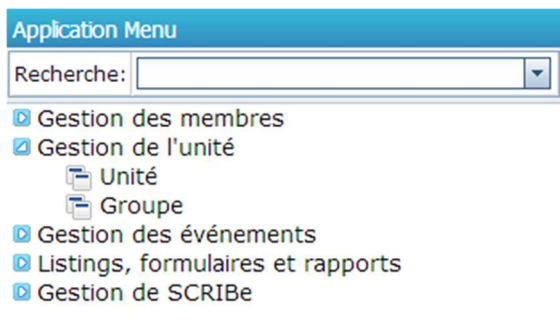 Application Menu
Recherche:
Gestion des membres
Gestion de l'unité
Unité
Groupe
Gestion des événements
Listings, formulaires et rapports
Gestion de SCRIBe